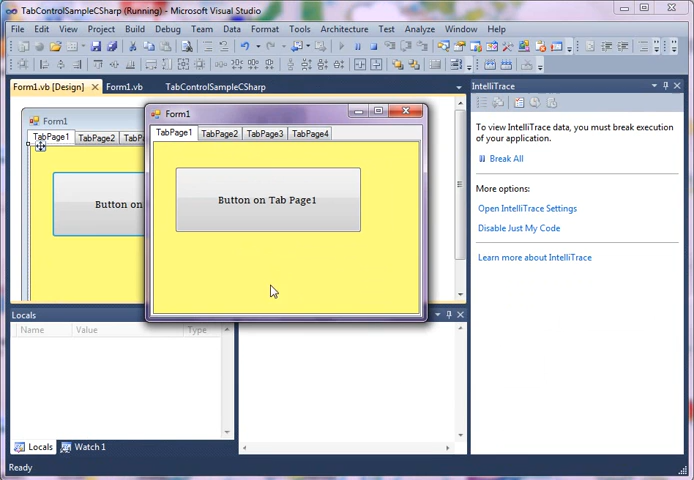 TabControlSampleCSharp (Running) - Microsoft Visual Studio
File Edit View Project Build Debug Team Data Format Tools Architecture Test Analyze Window Help
Form1.vb [Design] Form1.vb TabControlSampleCSharp
IntelliTrace
Form1
TabPage1 TabPage2 TabPa
Button on
Form1
TabPage1 TabPage2 TabPage3 TabPage4
Button on Tab Page1
To view IntelliTrace data, you must break execution
of your application.
Break All
More options:
Open IntelliTrace Settings
Disable Just My Code
Learn more about IntelliTrace
Locals
Name Value Type
Locals Watch 1
Ready